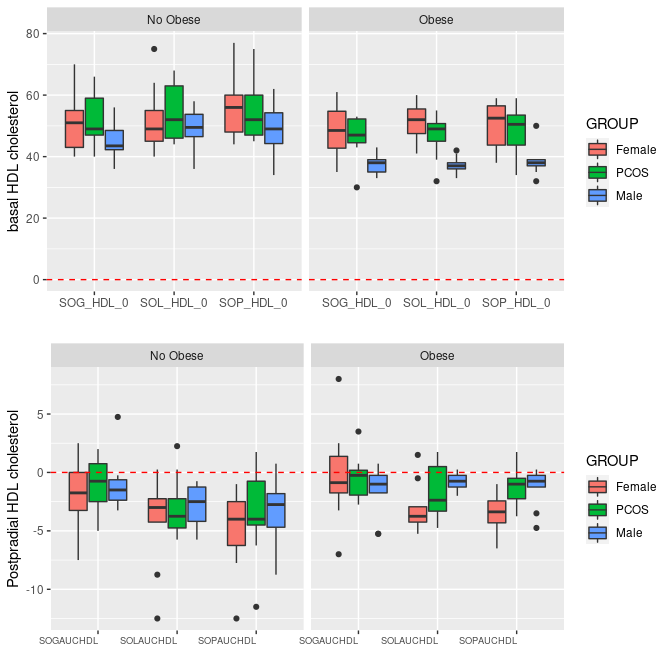 No Obese Obese
basal HDL cholesterol
80
60
40
20
0
SOG_HDL_0 SOL_HDL_0 SOP_HDL_0 SOG_HDL_0 SOL_HDL_0 SOP_HDL_0
GROUP
Female
PCOS
Male
No Obese Obese
Postpradial HDL cholesterol
5
0
-5
-10
SOGAUCHDL SOLAUCHDL SOPAUCHDL SOGAUCHDL SOLAUCHDL SOPAUCHDL
GROUP
Female
PCOS
Male